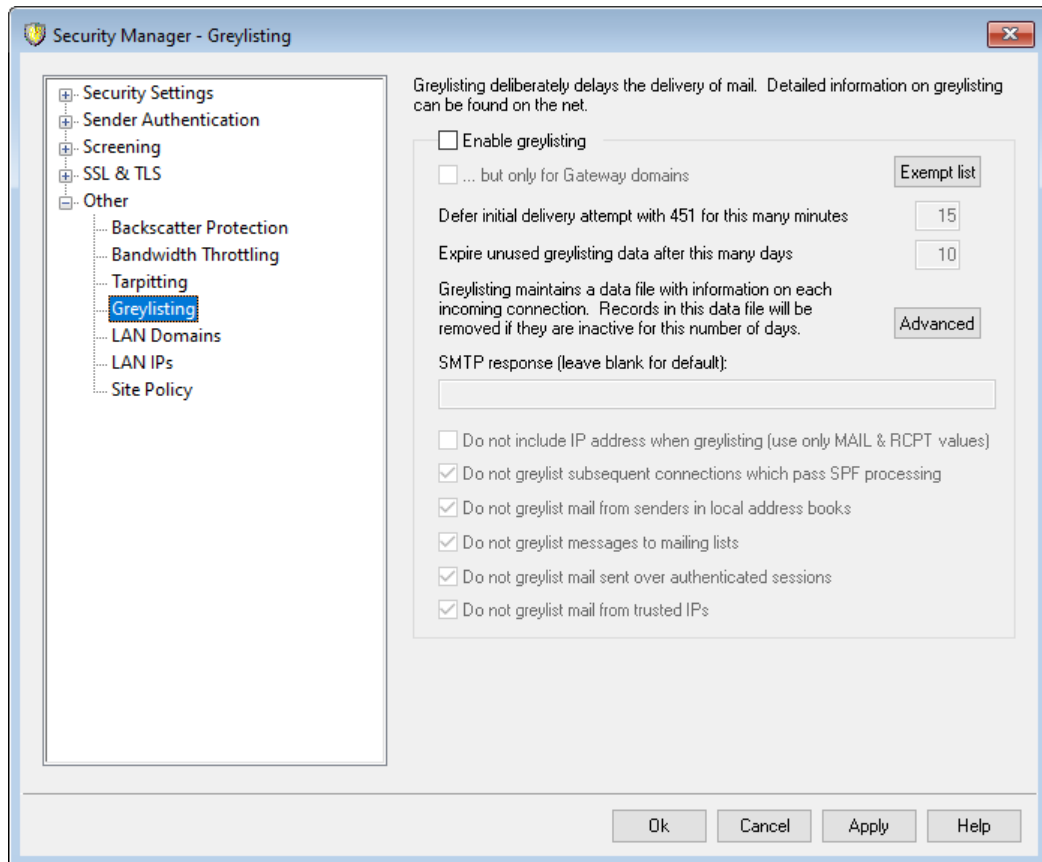 Security Manager - Greylisting
Security Settings
Sender Authentication
Screening
SSL & TLS
Other
Backscatter Protection
Bandwidth Throttling
Tarpitting
Greylisting
LAN Domains
LAN IPs
Site Policy
Greylisting deliberately delays the delivery of mail. Detailed information on greylisting
can be found on the net.
Enable greylisting
... but only for Gateway domains
Exempt list
Defer initial delivery attempt with 451 for this many minutes
15
Expire unused greylisting data after this many days
10
Greylisting maintains a data file with information on each
incoming connection. Records in this data file will be
removed if they are inactive for this number of days.
Advanced
SMTP response (leave blank for default):
Do not include IP address when greylisting (use only MAIL & RCPT values)
Do not greylist subsequent connections which pass SPF processing
Do not greylist mail from senders in local address books
Do not greylist messages to mailing lists
Do not greylist mail sent over authenticated sessions
Do not greylist mail from trusted IPs
Ok
Cancel
Apply
Help